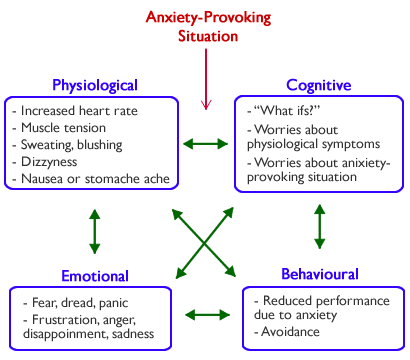 Anxiety-Provoking
Situation
Physiological
- Increased heart rate
- Muscle tension
- Sweating, blushing
- Dizzyness
- Nausea or stomache ache
Cognitive
- “What ifs?”
- Worries about
physiological symptoms
- Worries about anixiety-
provoking situation
Emotional
- Fear, dread, panic
- Frustration, anger,
disappoinment, sadness
Behavioural
- Reduced performance
due to anxiety
- Avoidance